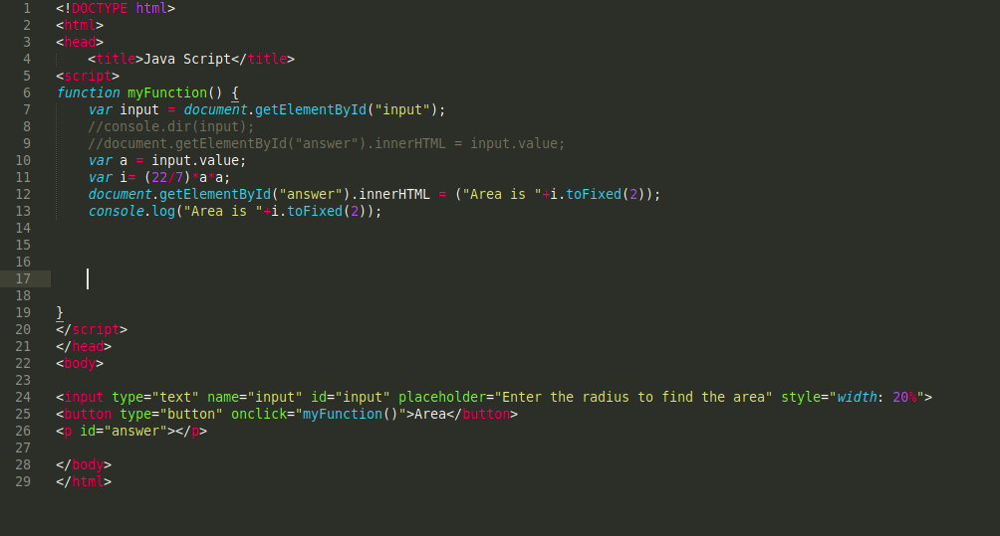 1 <!DOCTYPE html>
2 <html>
3 <head>
4     <title>Java Script</title>
5 <script>
6 function myFunction() {
7     var input = document.getElementById("input");
8     //console.dir(input);
9     //document.getElementById("answer").innerHTML = input.value;
10     var a = input.value;
11     var i= (22/7)*a*a;
12     document.getElementById("answer").innerHTML = ("Area is "+i.toFixed(2));
13     console.log("Area is "+i.toFixed(2));
14
15
16
17
18
19 }
20 </script>
21 </head>
22 <body>
23
24 <input type="text" name="input" id="input" placeholder="Enter the radius to find the area" style="width: 20%">
25 <button type="button" onclick="myFunction()">Area</button>
26 <p id="answer"></p>
27
28 </body>
29 </html>